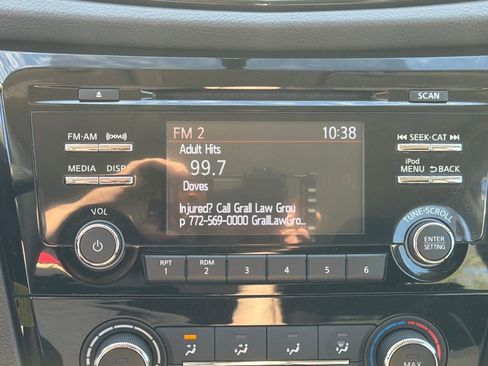 SCAN
FM·AM
(((SXM)))
SEEK·CAT
MEDIA
DISP
iPod
MENU
BACK
FM 2
10:38
Adult Hits
99.7
Doves
Injured? Call Grall Law Grou
p 772-569-0000 GrallLawGro...
VOL
TUNE·SCROLL
ENTER
SETTING
RPT
1
RDM
2
3
4
5
6
MAX